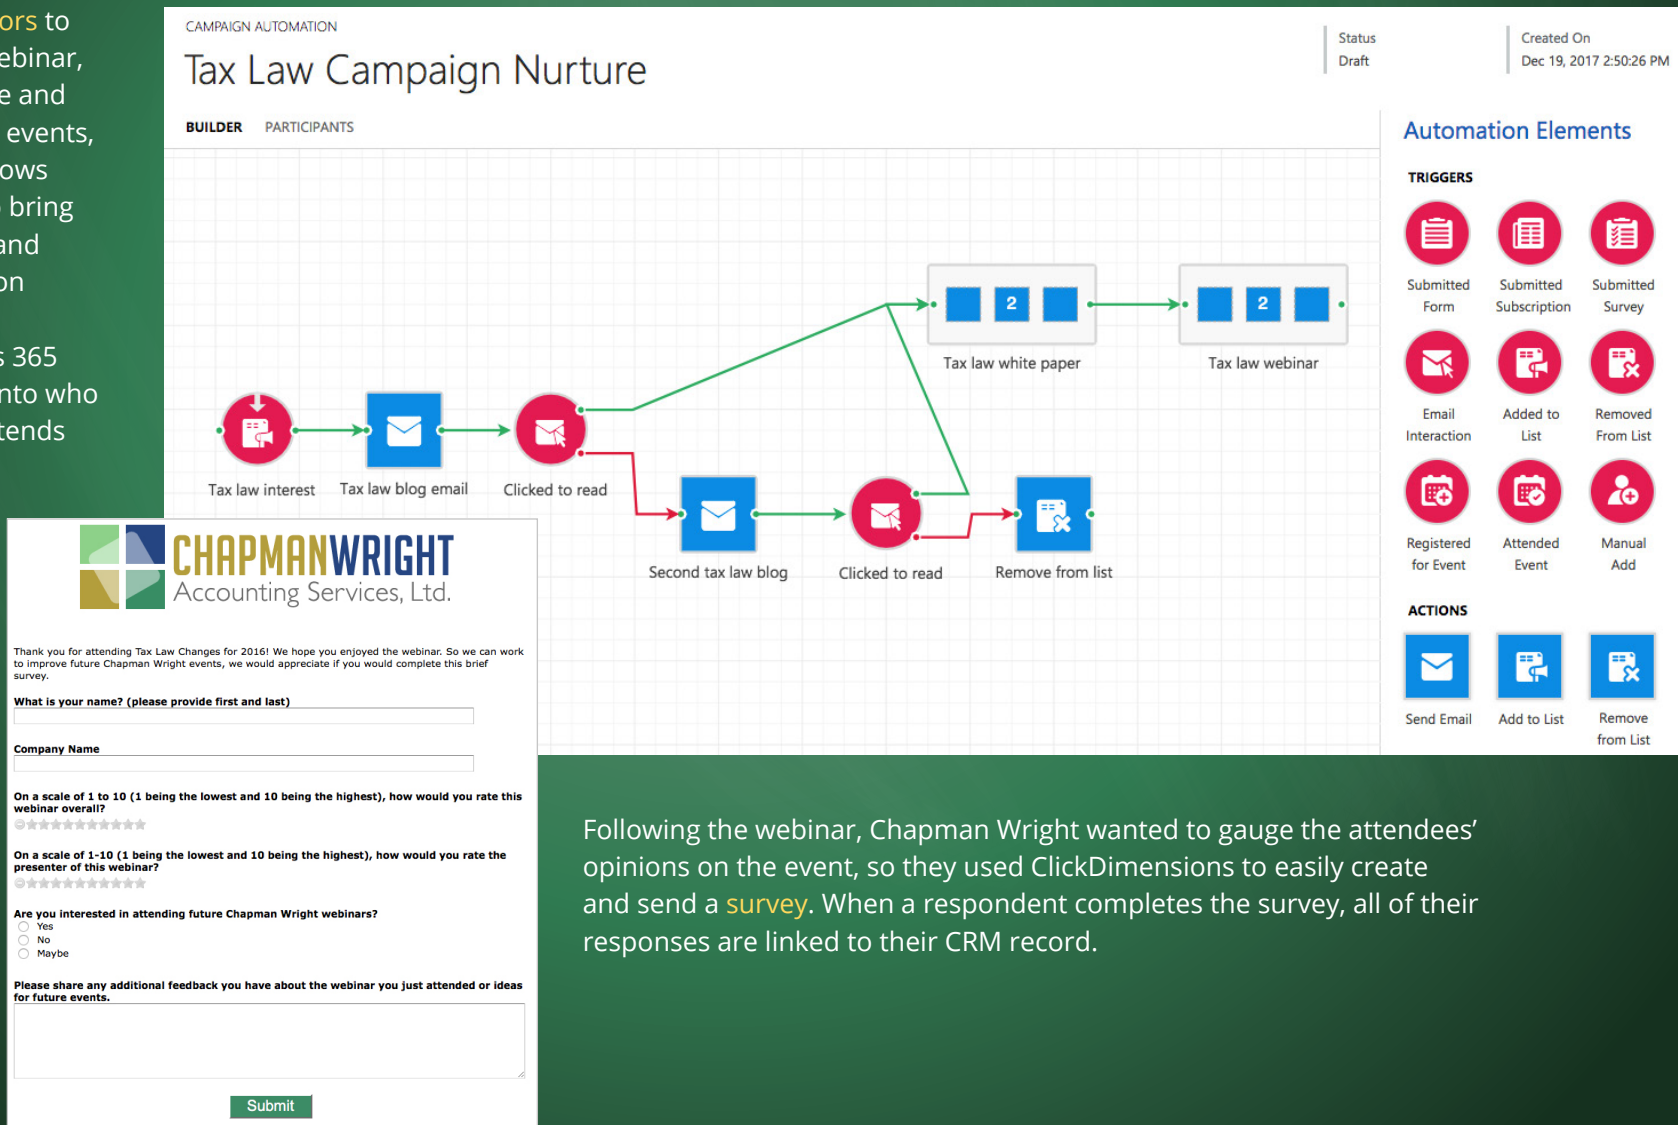 ors to
ebinar,
e and
events,
ows
bring
and
on
s 365
nto who
tends
CAMPAIGN AUTOMATION
Tax Law Campaign Nurture
Status
Draft
Created On
Dec 19, 2017 2:50:26 PM
BUILDER PARTICIPANTS
Tax law interest
Tax law blog email
Clicked to read
2
Tax law white paper
2
Tax law webinar
Second tax law blog
Clicked to read
Remove from list
Automation Elements
TRIGGERS
Submitted
Form
Submitted
Subscription
Submitted
Survey
Email
Interaction
Added to
List
Removed
From List
Registered
for Event
Attended
Event
Manual
Add
ACTIONS
Send Email
Add to List
Remove
from List
CHAPMANWRIGHT
Accounting Services, Ltd.
Thank you for attending Tax Law Changes for 2016! We hope you enjoyed the webinar. So we can work
to improve future Chapman Wright events, we would appreciate if you would complete this brief
survey.
What is your name? (please provide first and last)
Company Name
On a scale of 1 to 10 (1 being the lowest and 10 being the highest), how would you rate this
webinar overall?
On a scale of 1-10 (1 being the lowest and 10 being the highest), how would you rate the
presenter of this webinar?
Are you interested in attending future Chapman Wright webinars?
Yes
No
Maybe
Please share any additional feedback you have about the webinar you just attended or ideas
for future events.
Submit
Following the webinar, Chapman Wright wanted to gauge the attendees’
opinions on the event, so they used ClickDimensions to easily create
and send a survey. When a respondent completes the survey, all of their
responses are linked to their CRM record.